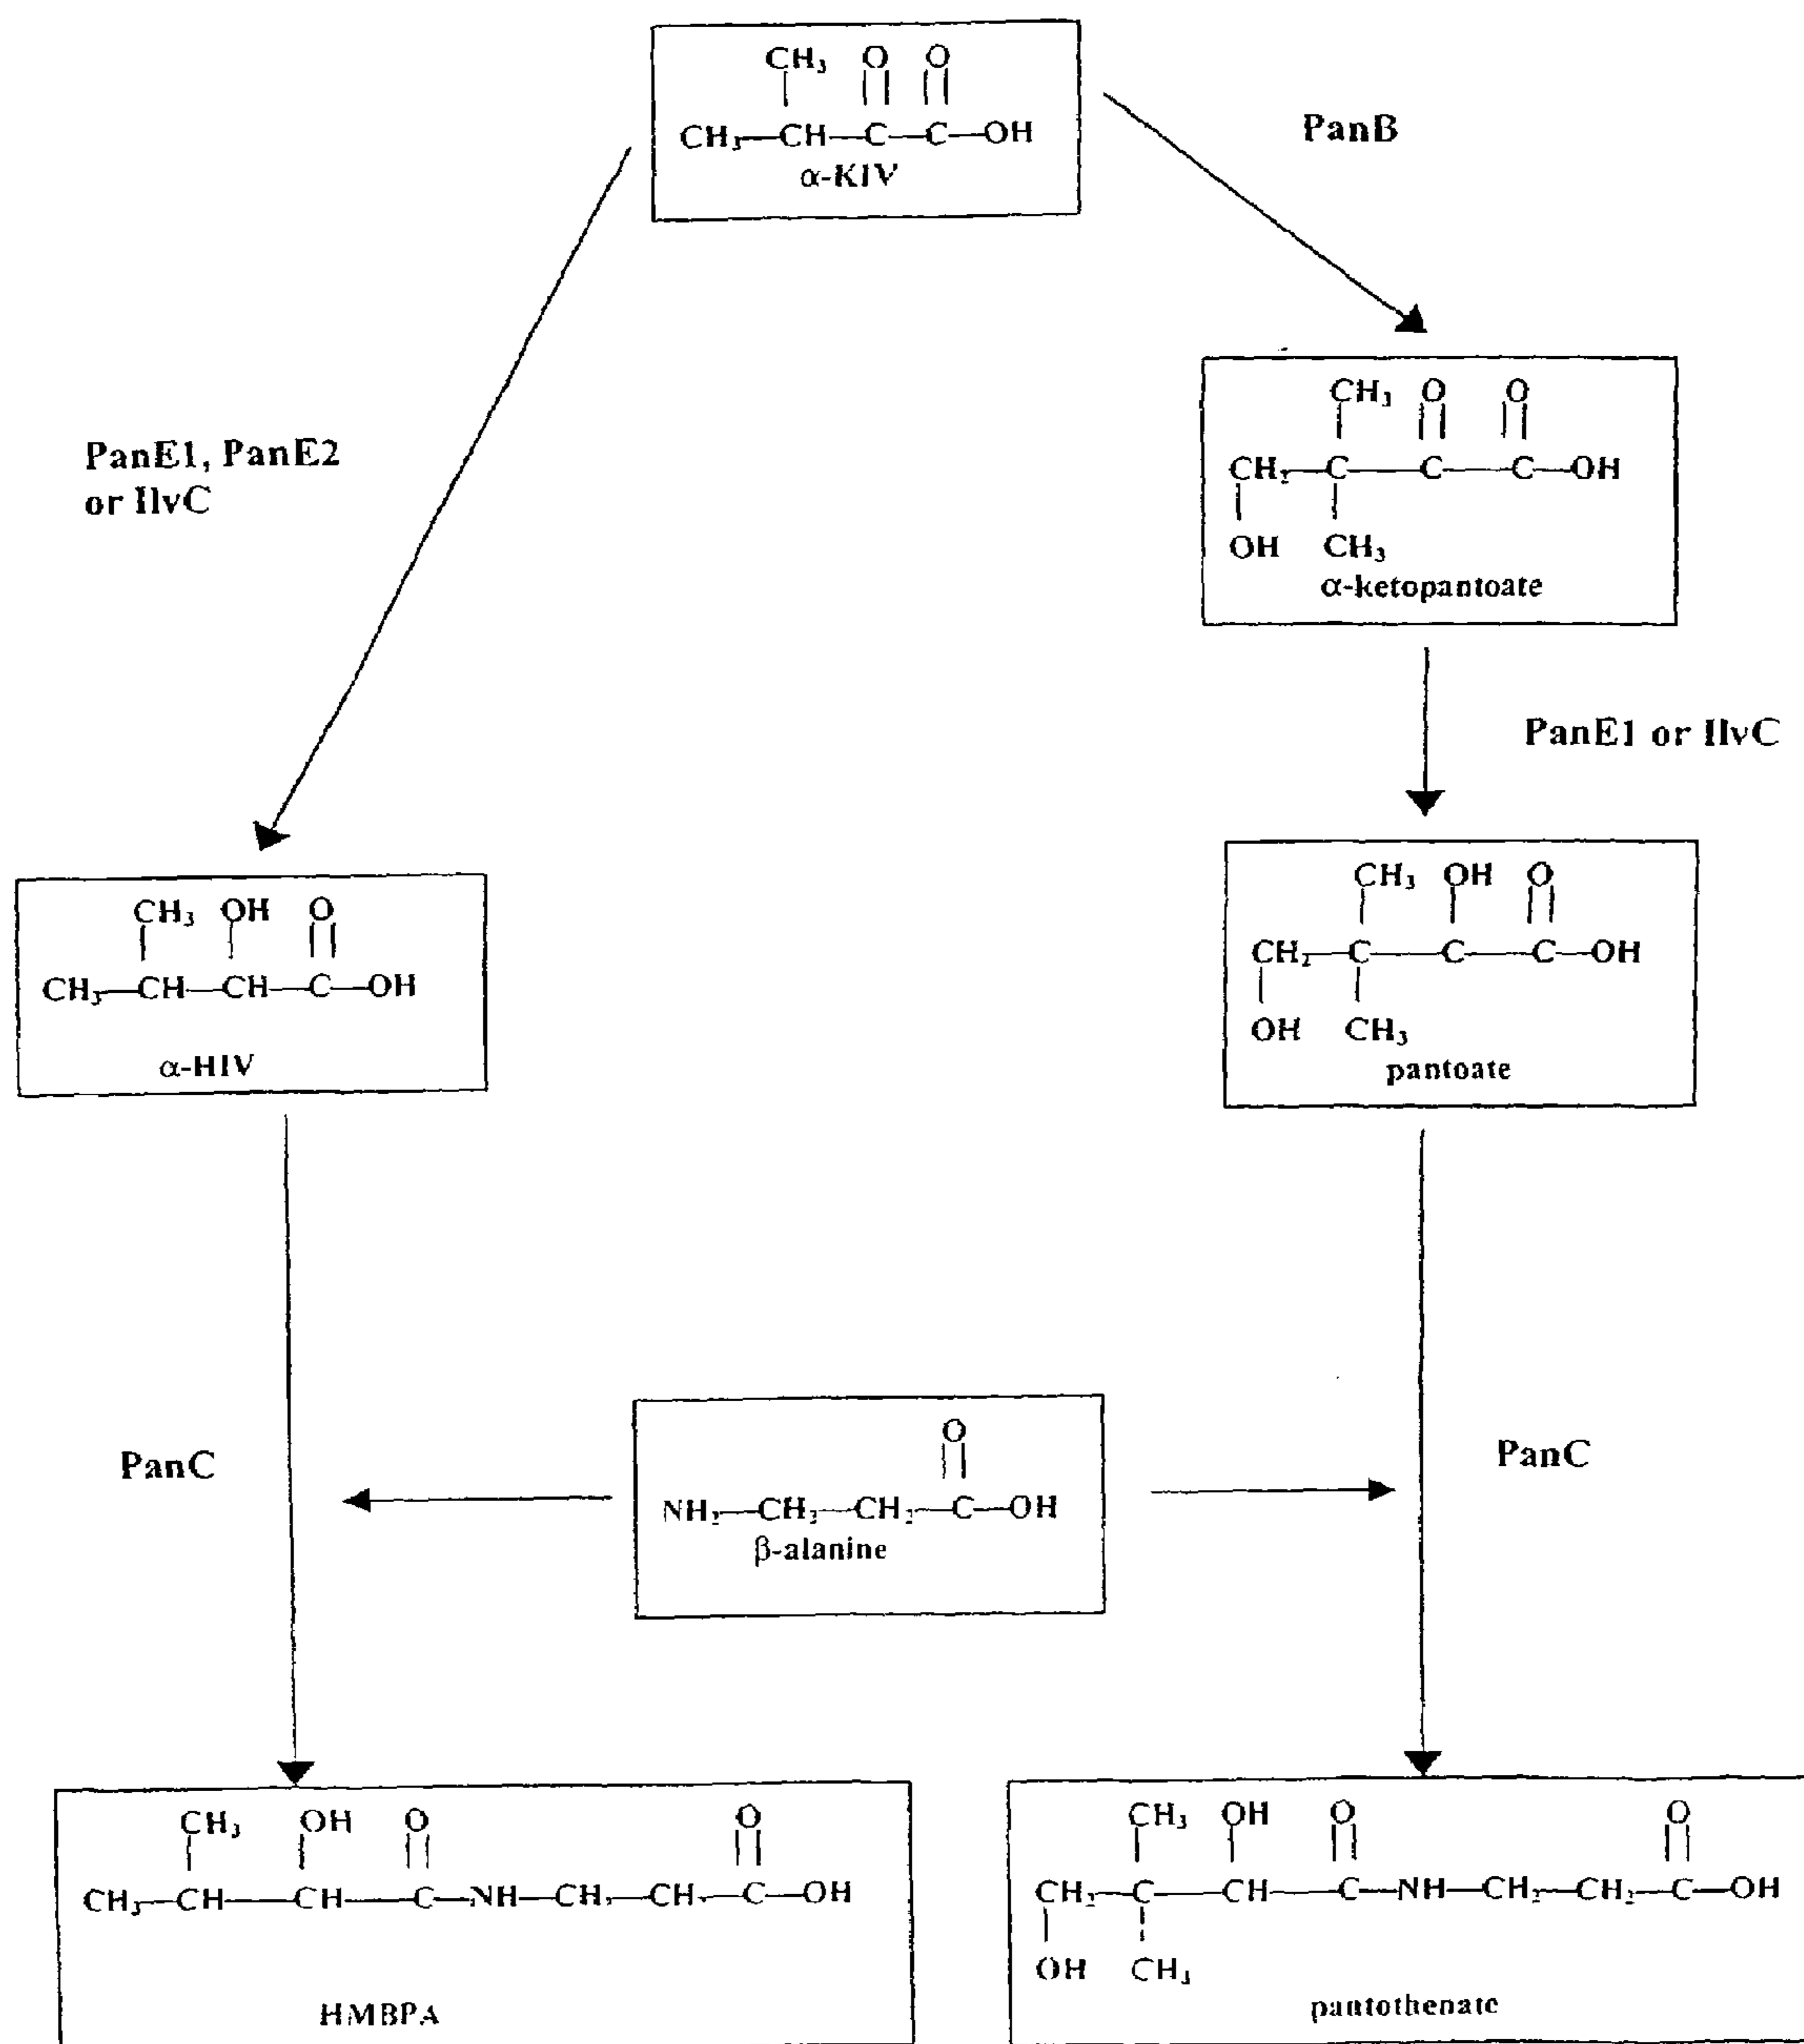 CH₃ O O
CH₃—CH—C—C—OH
α-KIV
PanB
CH₃ O O
CH₂—C—C—C—OH
OH CH₃
α-ketopantoate
PanE1, PanE2
or IlvC
PanE1 or IlvC
CH₃ OH O
CH₃—CH—CH—C—OH
α-HIV
CH₃ OH O
CH₂—C—C—C—OH
OH CH₃
pantoate
PanC
O
NH₂—CH₂—CH₂—C—OH
β-alanine
PanC
CH₃ OH O O
CH₃—CH—CH—C—NH—CH₂—CH₂—C—OH
HMBPA
CH₃ OH O O
CH₂—C—CH—C—NH—CH₂—CH₂—C—OH
OH CH₃
pantothenate